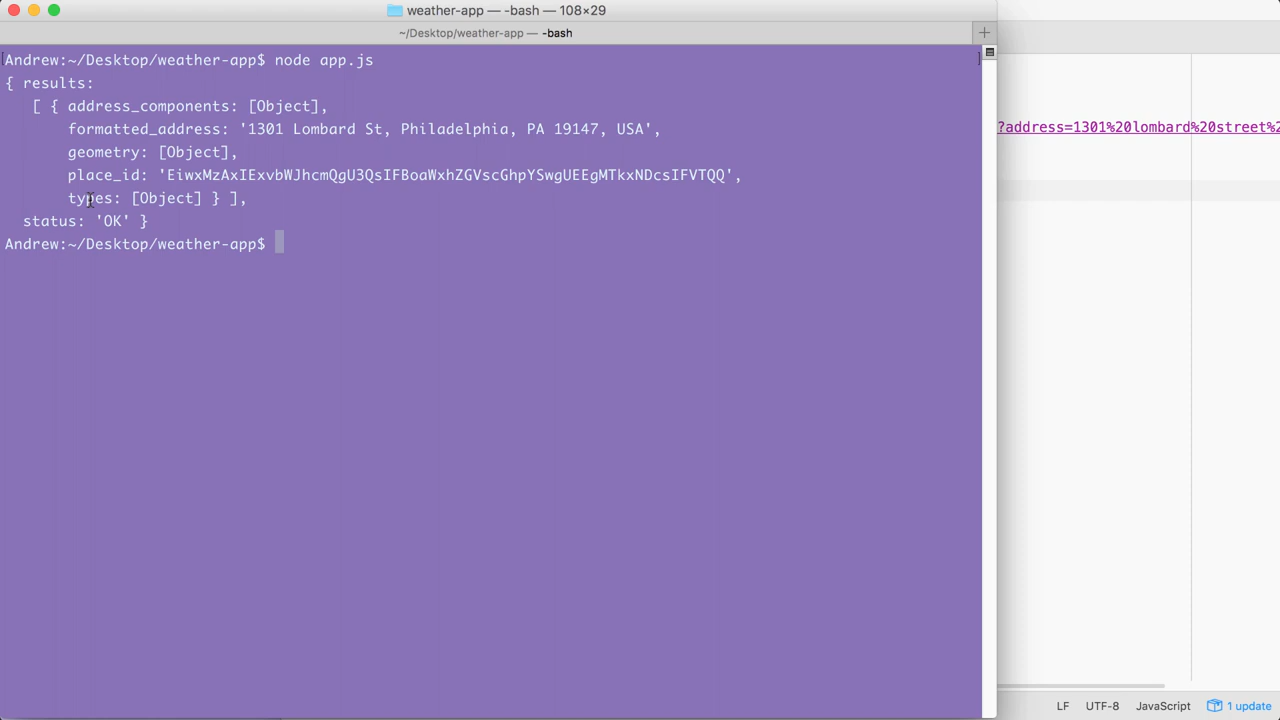 weather-app — -bash — 108×29
~/Desktop/weather-app — -bash
Andrew:~/Desktop/weather-app$ node app.js
{ results:
[ { address_components: [Object],
formatted_address: '1301 Lombard St, Philadelphia, PA 19147, USA',
?address=1301%20lombard%20street%2
geometry: [Object],
place_id: 'EiwxMzAxIExvbWJhcmQgU3QsIFBoaWxhZGVscGhpYSwgUEEgMTkxNDcsIFVTQQ',
types: [Object] } ],
status: 'OK' }
Andrew:~/Desktop/weather-app$
LF UTF-8 JavaScript 1 update